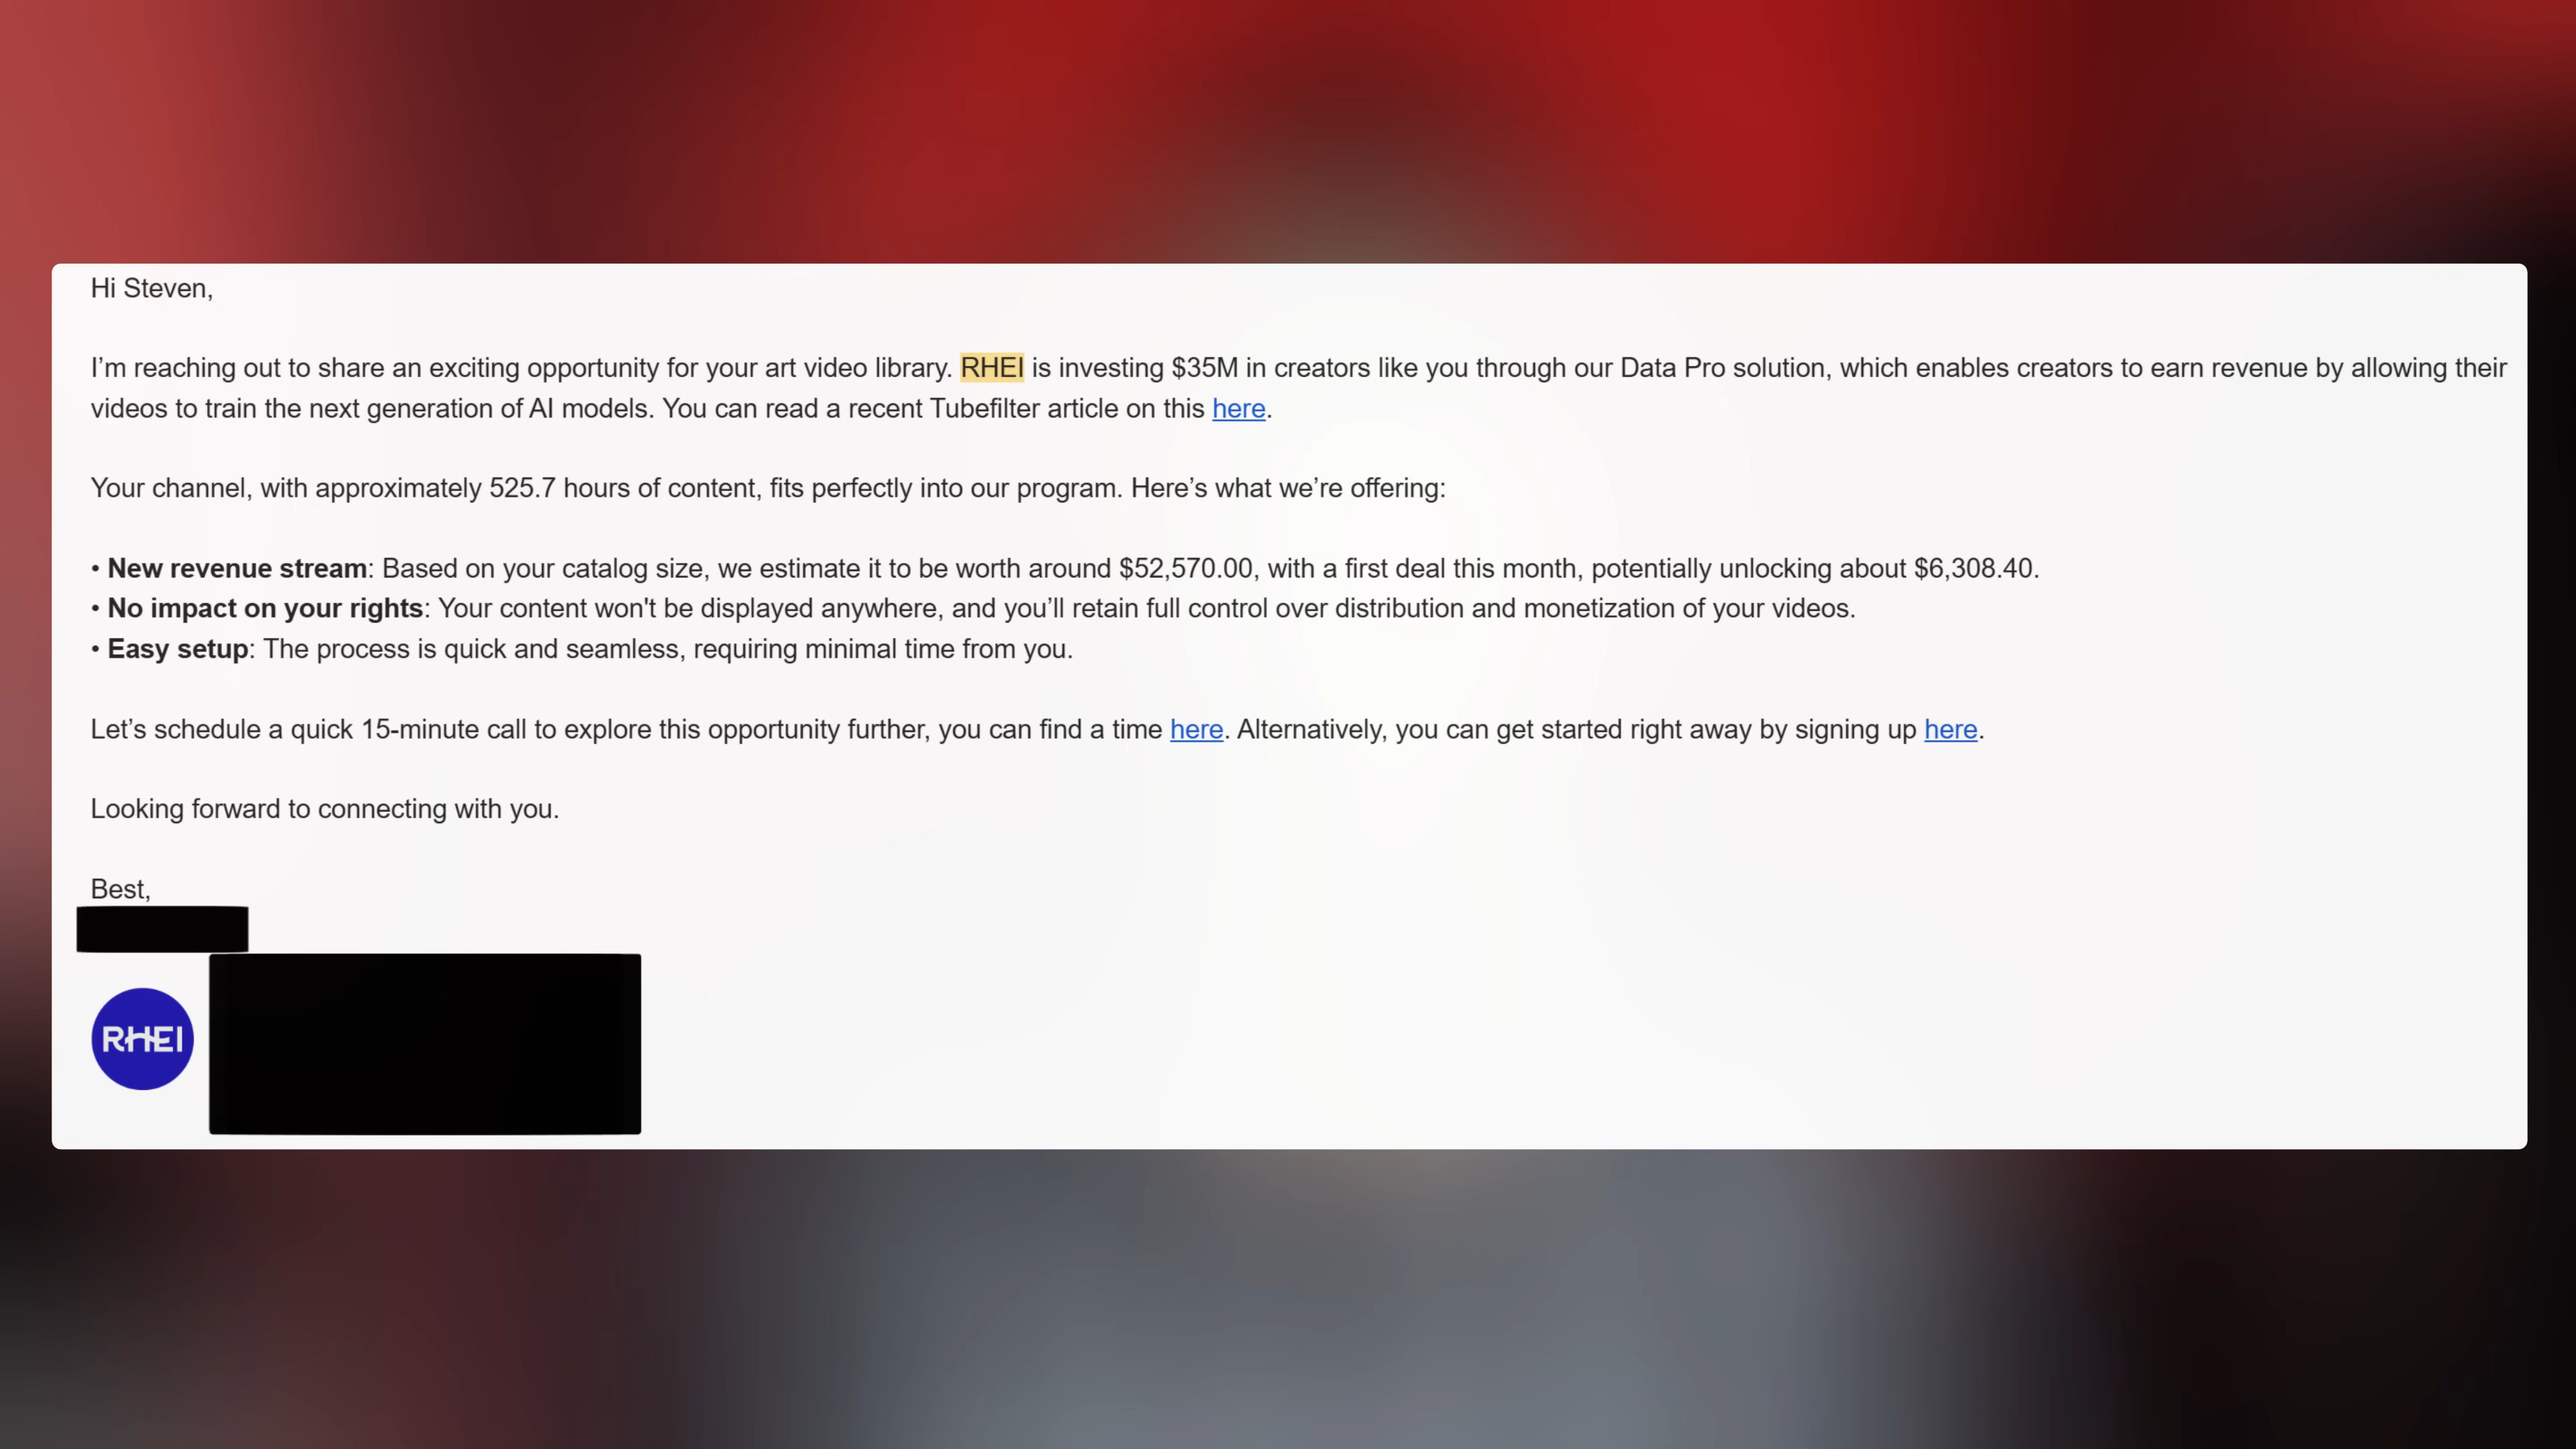 Hi Steven,
I’m reaching out to share an exciting opportunity for your art video library. RHEI is investing $35M in creators like you through our Data Pro solution, which enables creators to earn revenue by allowing their
videos to train the next generation of AI models. You can read a recent Tubefilter article on this here.
Your channel, with approximately 525.7 hours of content, fits perfectly into our program. Here’s what we’re offering:
• New revenue stream: Based on your catalog size, we estimate it to be worth around $52,570.00, with a first deal this month, potentially unlocking about $6,308.40.
• No impact on your rights: Your content won't be displayed anywhere, and you’ll retain full control over distribution and monetization of your videos.
• Easy setup: The process is quick and seamless, requiring minimal time from you.
Let’s schedule a quick 15-minute call to explore this opportunity further, you can find a time here. Alternatively, you can get started right away by signing up here.
Looking forward to connecting with you.
Best,
RHEI